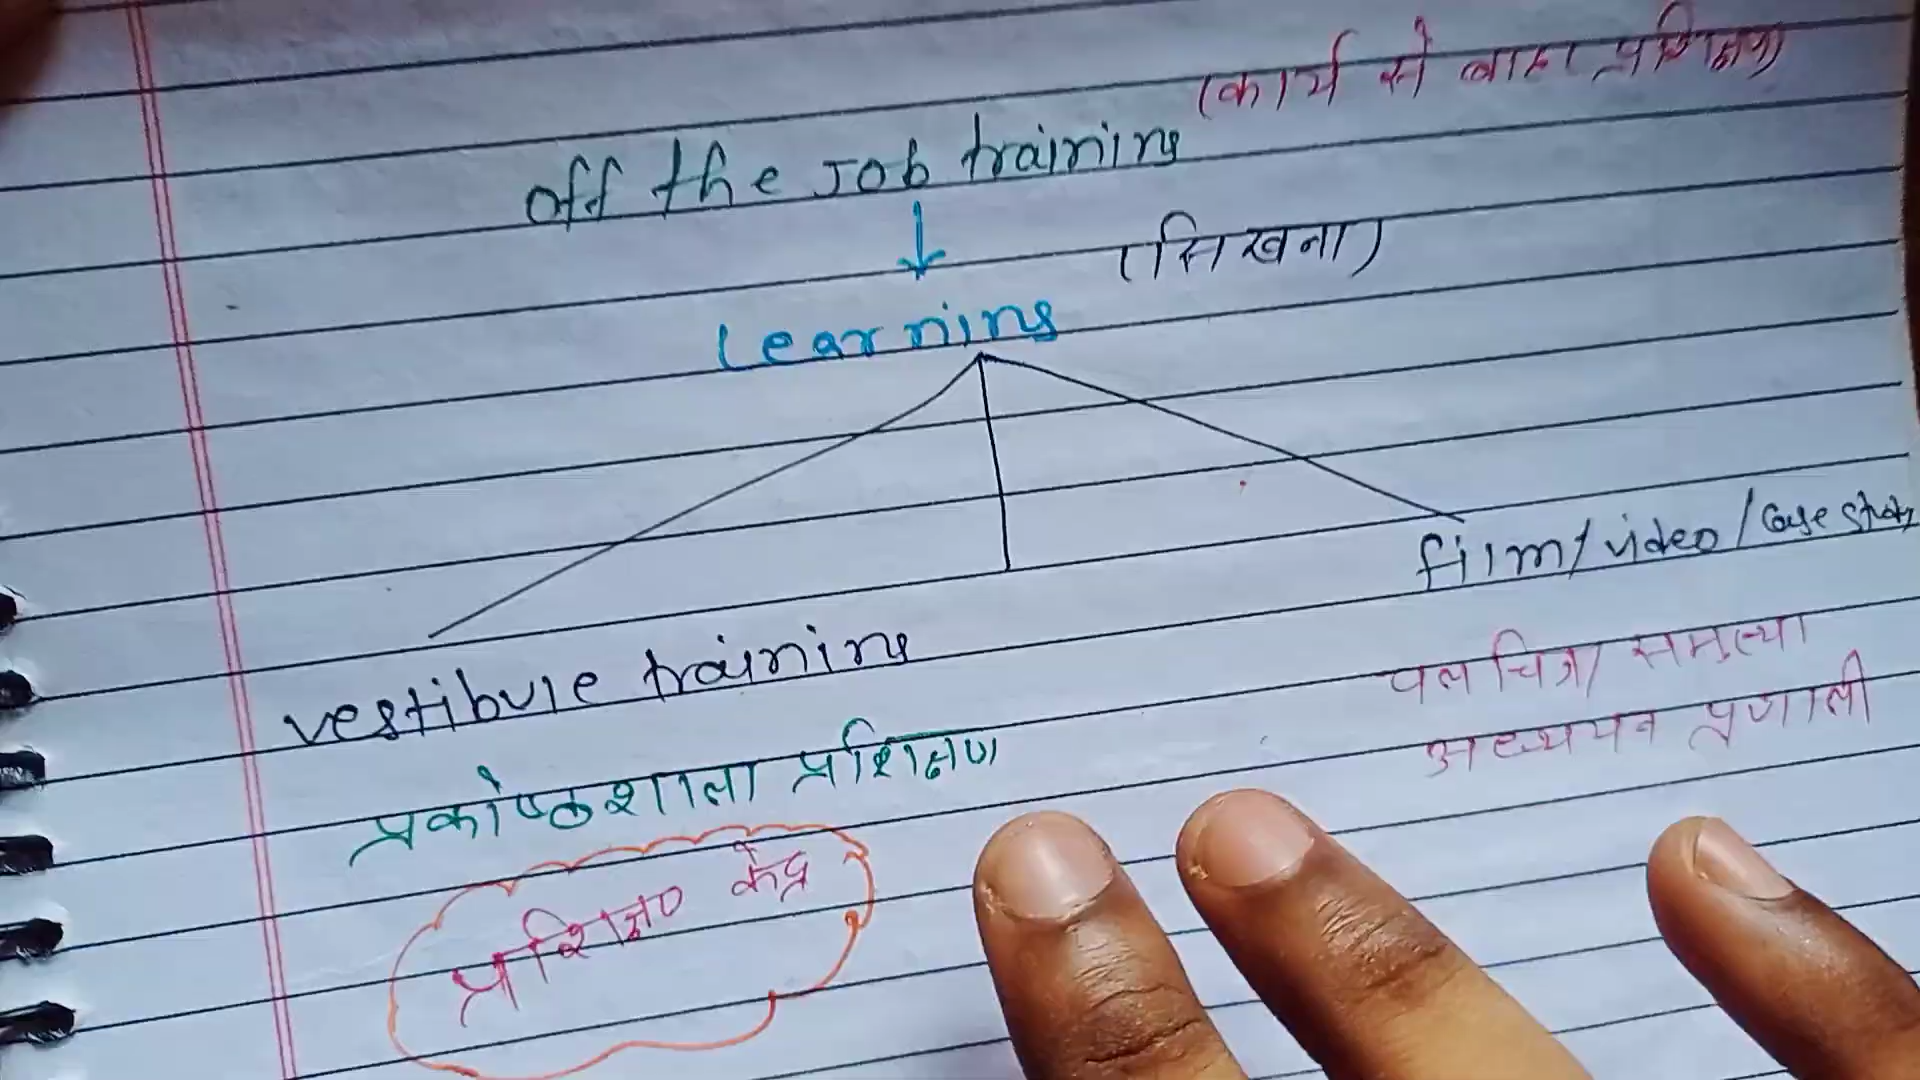 (कार्य से बाह्य प्रशिक्षण)
off the Job training
(सिखना)
Learning
film/video/Case study
vestibule training
चल चित्र/समस्या
अध्ययन प्रणाली
प्रकोष्ठशाला प्रशिक्षण
प्रशिक्षण केंद्र